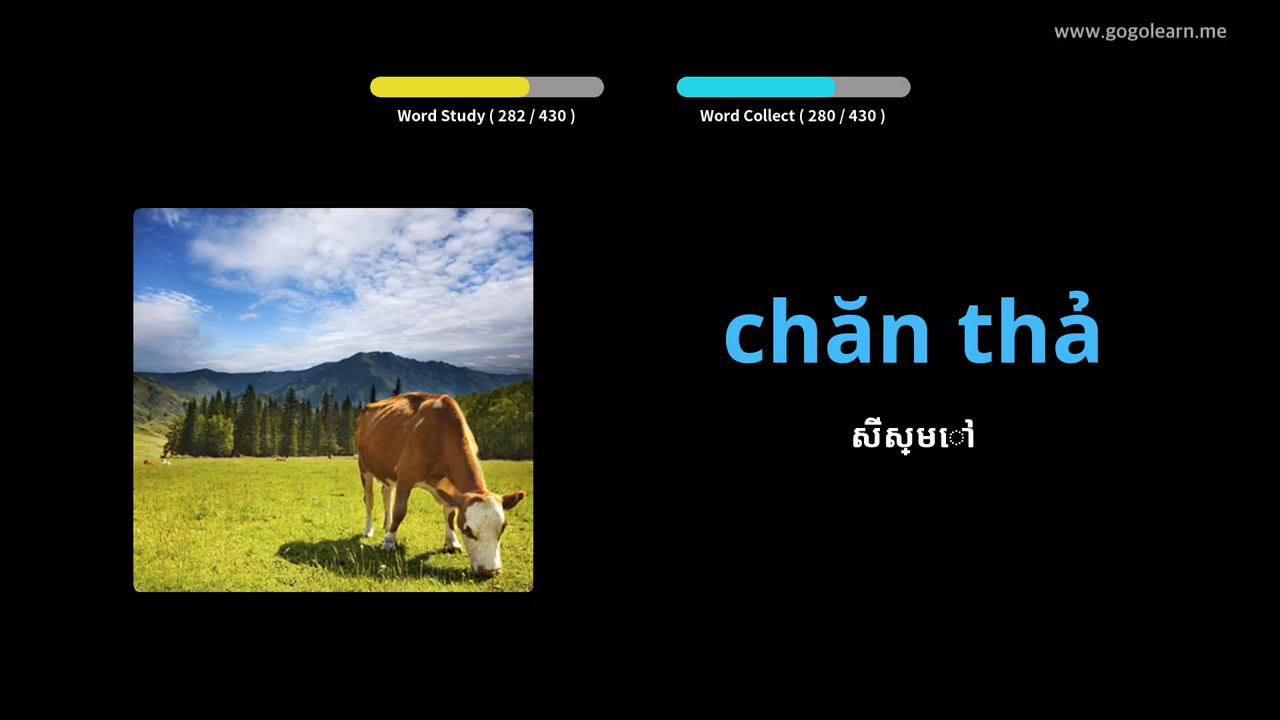 www.gogolearn.me
Word Study ( 282 / 430 )
Word Collect ( 280 / 430 )
chăn thả
សីស្មៅ